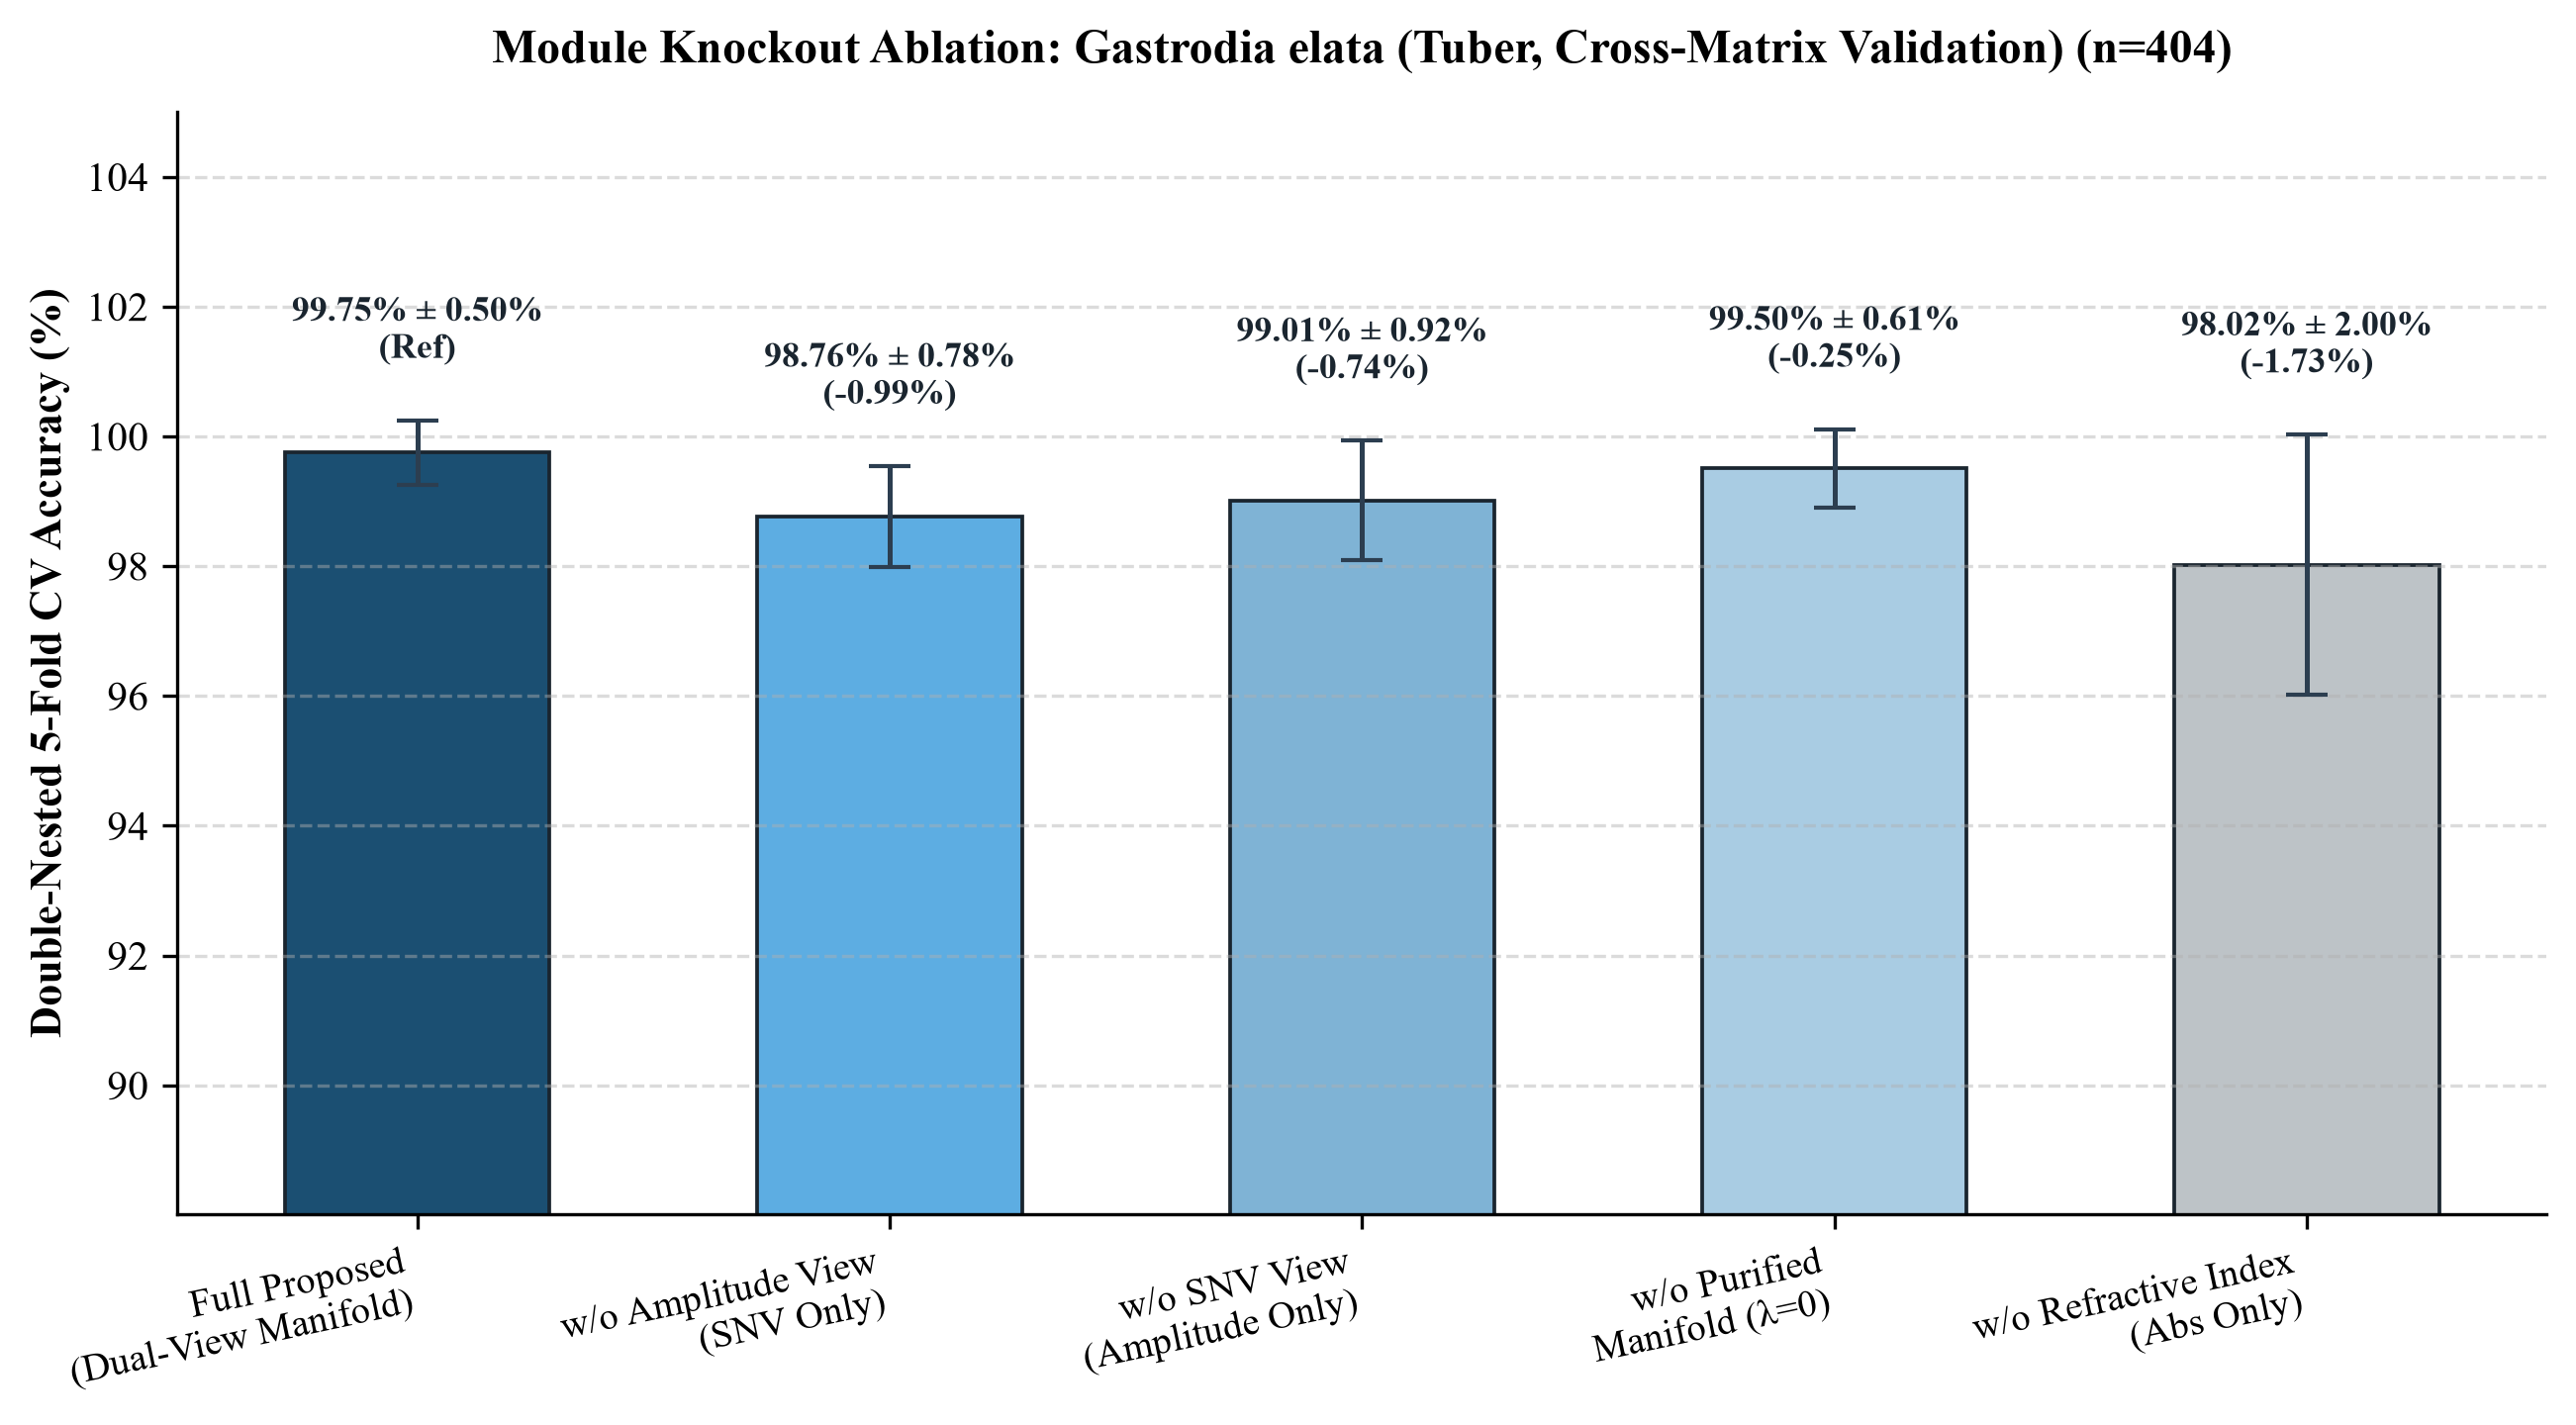 Module Knockout Ablation: Gastrodia elata (Tuber, Cross-Matrix Validation) (n=404)
Double-Nested 5-Fold CV Accuracy (%)
104
102
100
98
96
94
92
90
99.75% ± 0.50%
(Ref)
98.76% ± 0.78%
(-0.99%)
99.01% ± 0.92%
(-0.74%)
99.50% ± 0.61%
(-0.25%)
98.02% ± 2.00%
(-1.73%)
Full Proposed
(Dual-View Manifold)
w/o Amplitude View
(SNV Only)
w/o SNV View
(Amplitude Only)
w/o Purified
Manifold (λ=0)
w/o Refractive Index
(Abs Only)